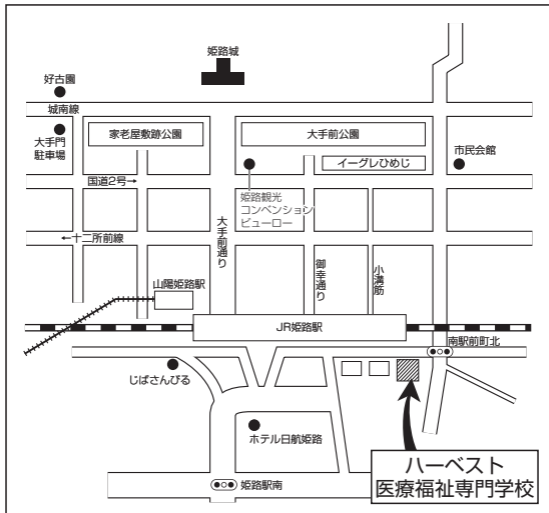 姫路城
好古園
城南線
大手門
駐車場
家老屋敷跡公園
大手前公園
イーグレひめじ
市民会館
国道2号→
姫路観光
コンベンション
ビューロー
大手前通り
←十二所前線
御幸通り
小溝筋
山陽姫路駅
JR姫路駅
南駅前町北
じばさんびる
ホテル日航姫路
ハーベスト
医療福祉専門学校
姫路駅南